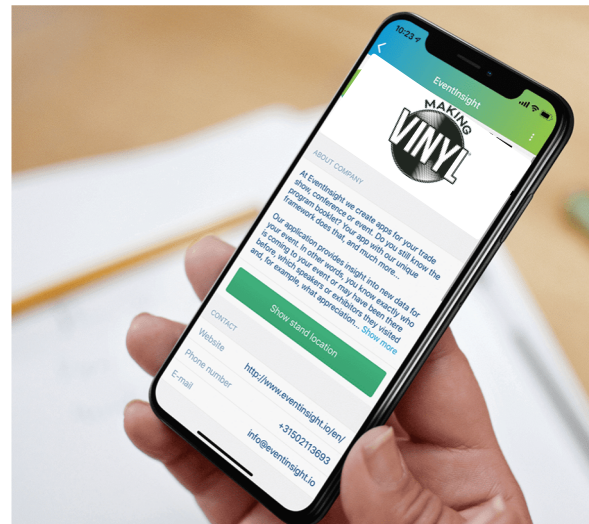 10:23
EventInsight
MAKING
VINYL
ABOUT COMPANY
At EventInsight we create apps for your trade
show, conference or event. Do you still know the
program booklet? Your app with our unique
framework does that, and much more...
Our application provides insight into new data for
your event. In other words, you know exactly who
is coming to your event or may have been there
before, which speakers or exhibitors they visited
and, for example, what appreciation... Show more
Show stand location
CONTACT
Website http://www.eventinsight.io/en/
Phone number +31502113693
E-mail info@eventinsight.io